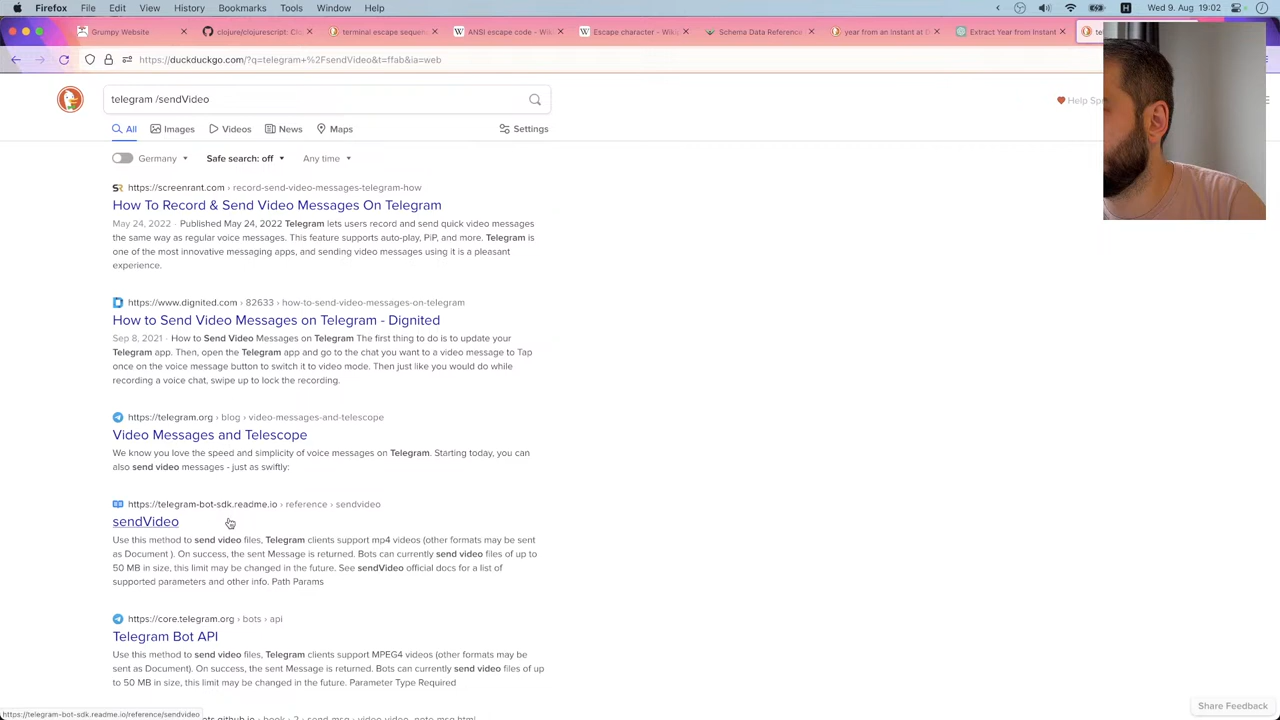 Firefox File Edit View History Bookmarks Tools Window Help
Wed 9. Aug 19:02
Grumpy Website
clojure/clojurescript: Clo
terminal escape sequen
ANSI escape code - Wiki
Escape character - Wiki
Schema Data Reference
year from an Instant at D
Extract Year from Instant
https://duckduckgo.com/?q=telegram+%2FsendVideo&t=ffab&ia=web
telegram /sendVideo
Help Sp
All Images Videos News Maps Settings
Germany Safe search: off Any time
https://screenrant.com › record-send-video-messages-telegram-how
How To Record & Send Video Messages On Telegram
May 24, 2022 · Published May 24, 2022 Telegram lets users record and send quick video messages
the same way as regular voice messages. This feature supports auto-play, PiP, and more. Telegram is
one of the most innovative messaging apps, and sending video messages using it is a pleasant
experience.
https://www.dignited.com › 82633 › how-to-send-video-messages-on-telegram
How to Send Video Messages on Telegram - Dignited
Sep 8, 2021 · How to Send Video Messages on Telegram The first thing to do is to update your
Telegram app. Then, open the Telegram app and go to the chat you want to a video message to Tap
once on the voice message button to switch it to video mode. Then just like you would do while
recording a voice chat, swipe up to lock the recording.
https://telegram.org › blog › video-messages-and-telescope
Video Messages and Telescope
We know you love the speed and simplicity of voice messages on Telegram. Starting today, you can
also send video messages - just as swiftly:
https://telegram-bot-sdk.readme.io › reference › sendvideo
sendVideo
Use this method to send video files, Telegram clients support mp4 videos (other formats may be sent
as Document ). On success, the sent Message is returned. Bots can currently send video files of up to
50 MB in size, this limit may be changed in the future. See sendVideo official docs for a list of
supported parameters and other info. Path Params
https://core.telegram.org › bots › api
Telegram Bot API
Use this method to send video files, Telegram clients support MPEG4 videos (other formats may be
sent as Document). On success, the sent Message is returned. Bots can currently send video files of up
to 50 MB in size, this limit may be changed in the future. Parameter Type Required
Share Feedback
https://telegram-bot-sdk.readme.io/reference/sendvideo